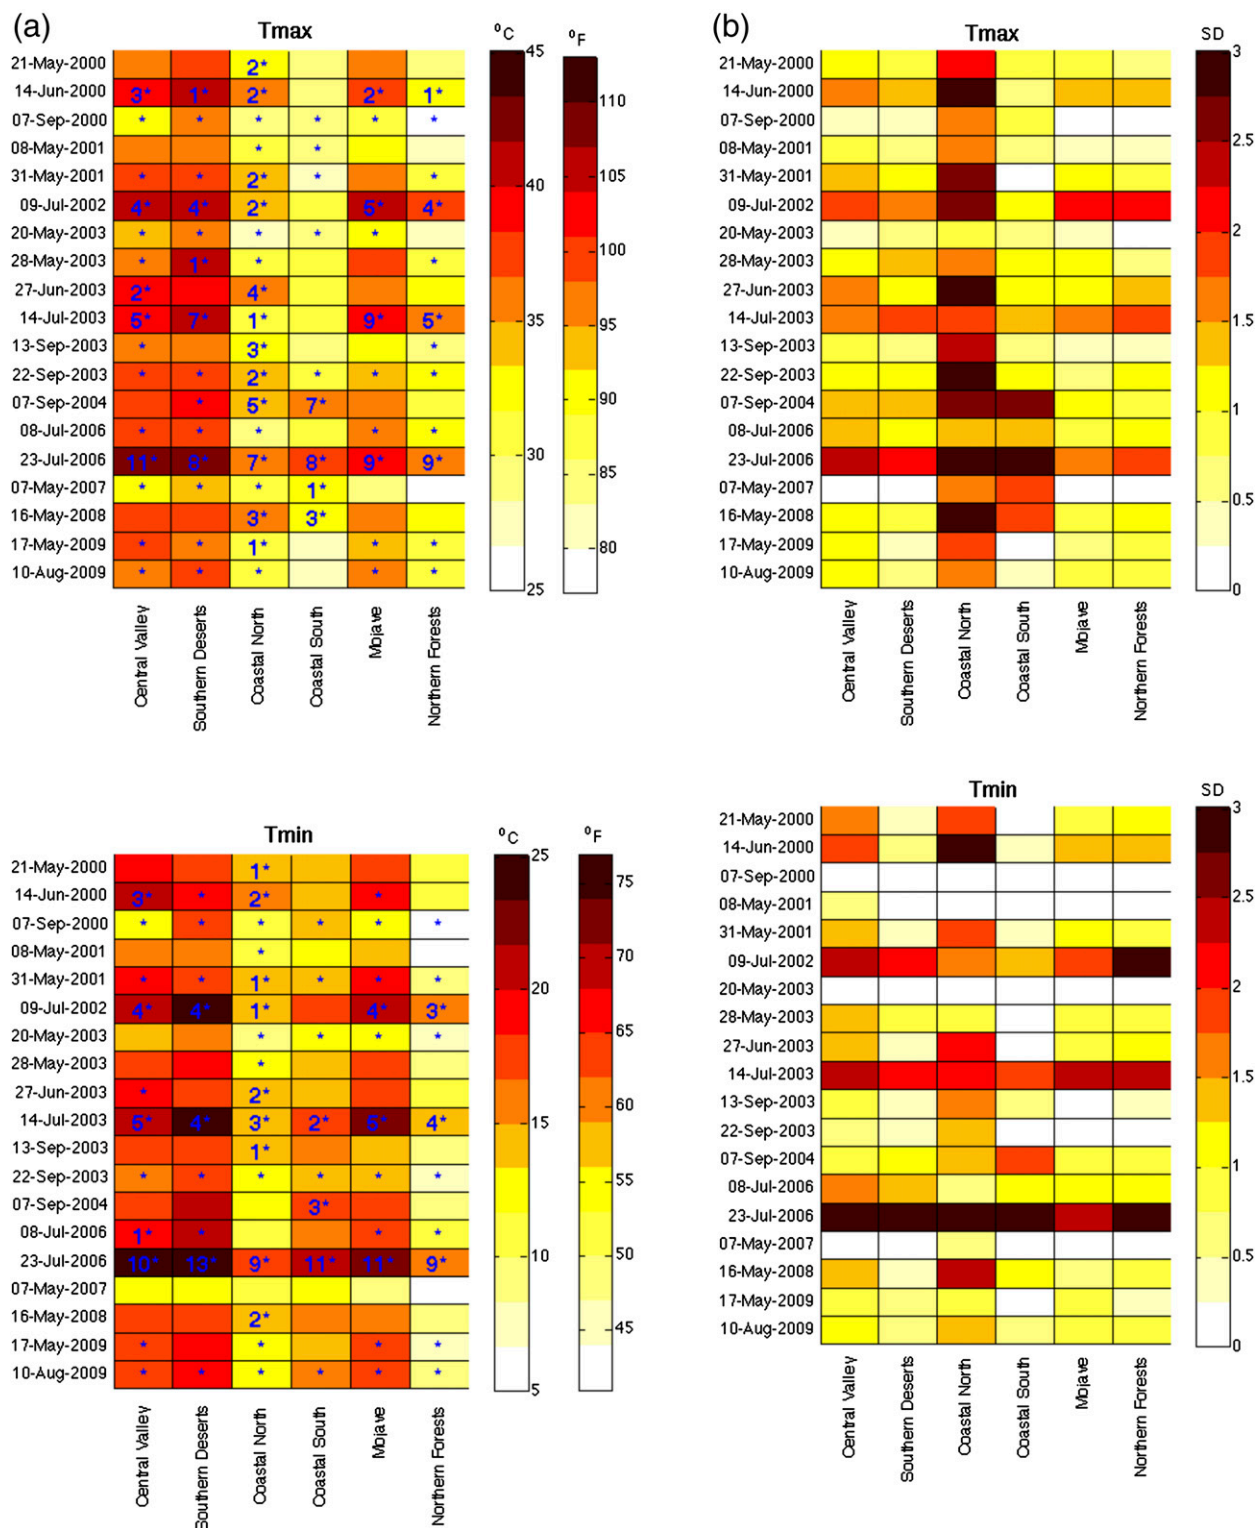 (a)
Tmax
°C
°F
21-May-2000 2*
14-Jun-2000 3* 1* 2* 2* 1*
07-Sep-2000 * * * * * *
08-May-2001 * *
31-May-2001 * * 2* *
09-Jul-2002 4* 4* 2* 5* 4*
20-May-2003 * * * * *
28-May-2003 * 1* * *
27-Jun-2003 2* 4*
14-Jul-2003 5* 7* 1* 9* 5*
13-Sep-2003 * 3* *
22-Sep-2003 * * 2* * * *
07-Sep-2004 * 5* 7*
08-Jul-2006 * * * * *
23-Jul-2006 11* 8* 7* 8* 9* 9*
07-May-2007 * * * 1*
16-May-2008 3* 3*
17-May-2009 * * 1* * *
10-Aug-2009 * * * * *
45
40
35
30
25
110
105
100
95
90
85
80
Central Valley
Southern Deserts
Coastal North
Coastal South
Mojave
Northern Forests
(b)
Tmax
SD
21-May-2000
14-Jun-2000
07-Sep-2000
08-May-2001
31-May-2001
09-Jul-2002
20-May-2003
28-May-2003
27-Jun-2003
14-Jul-2003
13-Sep-2003
22-Sep-2003
07-Sep-2004
08-Jul-2006
23-Jul-2006
07-May-2007
16-May-2008
17-May-2009
10-Aug-2009
3
2.5
2
1.5
1
0.5
0
Central Valley
Southern Deserts
Coastal North
Coastal South
Mojave
Northern Forests
Tmin
°C
°F
21-May-2000 1*
14-Jun-2000 3* * 2* *
07-Sep-2000 * * * * * *
08-May-2001 *
31-May-2001 * * 1* * * *
09-Jul-2002 4* 4* 1* 4* 3*
20-May-2003 * * * *
28-May-2003 *
27-Jun-2003 * 2*
14-Jul-2003 5* 4* 3* 2* 5* 4*
13-Sep-2003 1*
22-Sep-2003 * * * * * *
07-Sep-2004 3*
08-Jul-2006 1* * * *
23-Jul-2006 10* 13* 9* 11* 11* 9*
07-May-2007
16-May-2008 2*
17-May-2009 * * * *
10-Aug-2009 * * * * * *
25
20
15
10
5
75
70
65
60
55
50
45
Central Valley
Southern Deserts
Coastal North
Coastal South
Mojave
Northern Forests
Tmin
SD
21-May-2000
14-Jun-2000
07-Sep-2000
08-May-2001
31-May-2001
09-Jul-2002
20-May-2003
28-May-2003
27-Jun-2003
14-Jul-2003
13-Sep-2003
22-Sep-2003
07-Sep-2004
08-Jul-2006
23-Jul-2006
07-May-2007
16-May-2008
17-May-2009
10-Aug-2009
3
2.5
2
1.5
1
0.5
0
Central Valley
Southern Deserts
Coastal North
Coastal South
Mojave
Northern Forests